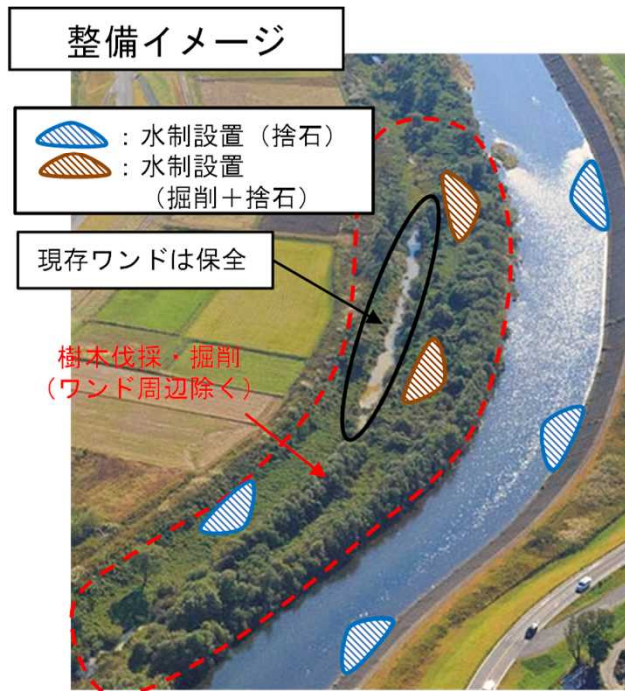 整備イメージ
：水制設置（捨石）
：水制設置
（掘削＋捨石）
現存ワンドは保全
樹木伐採・掘削
（ワンド周辺除く）